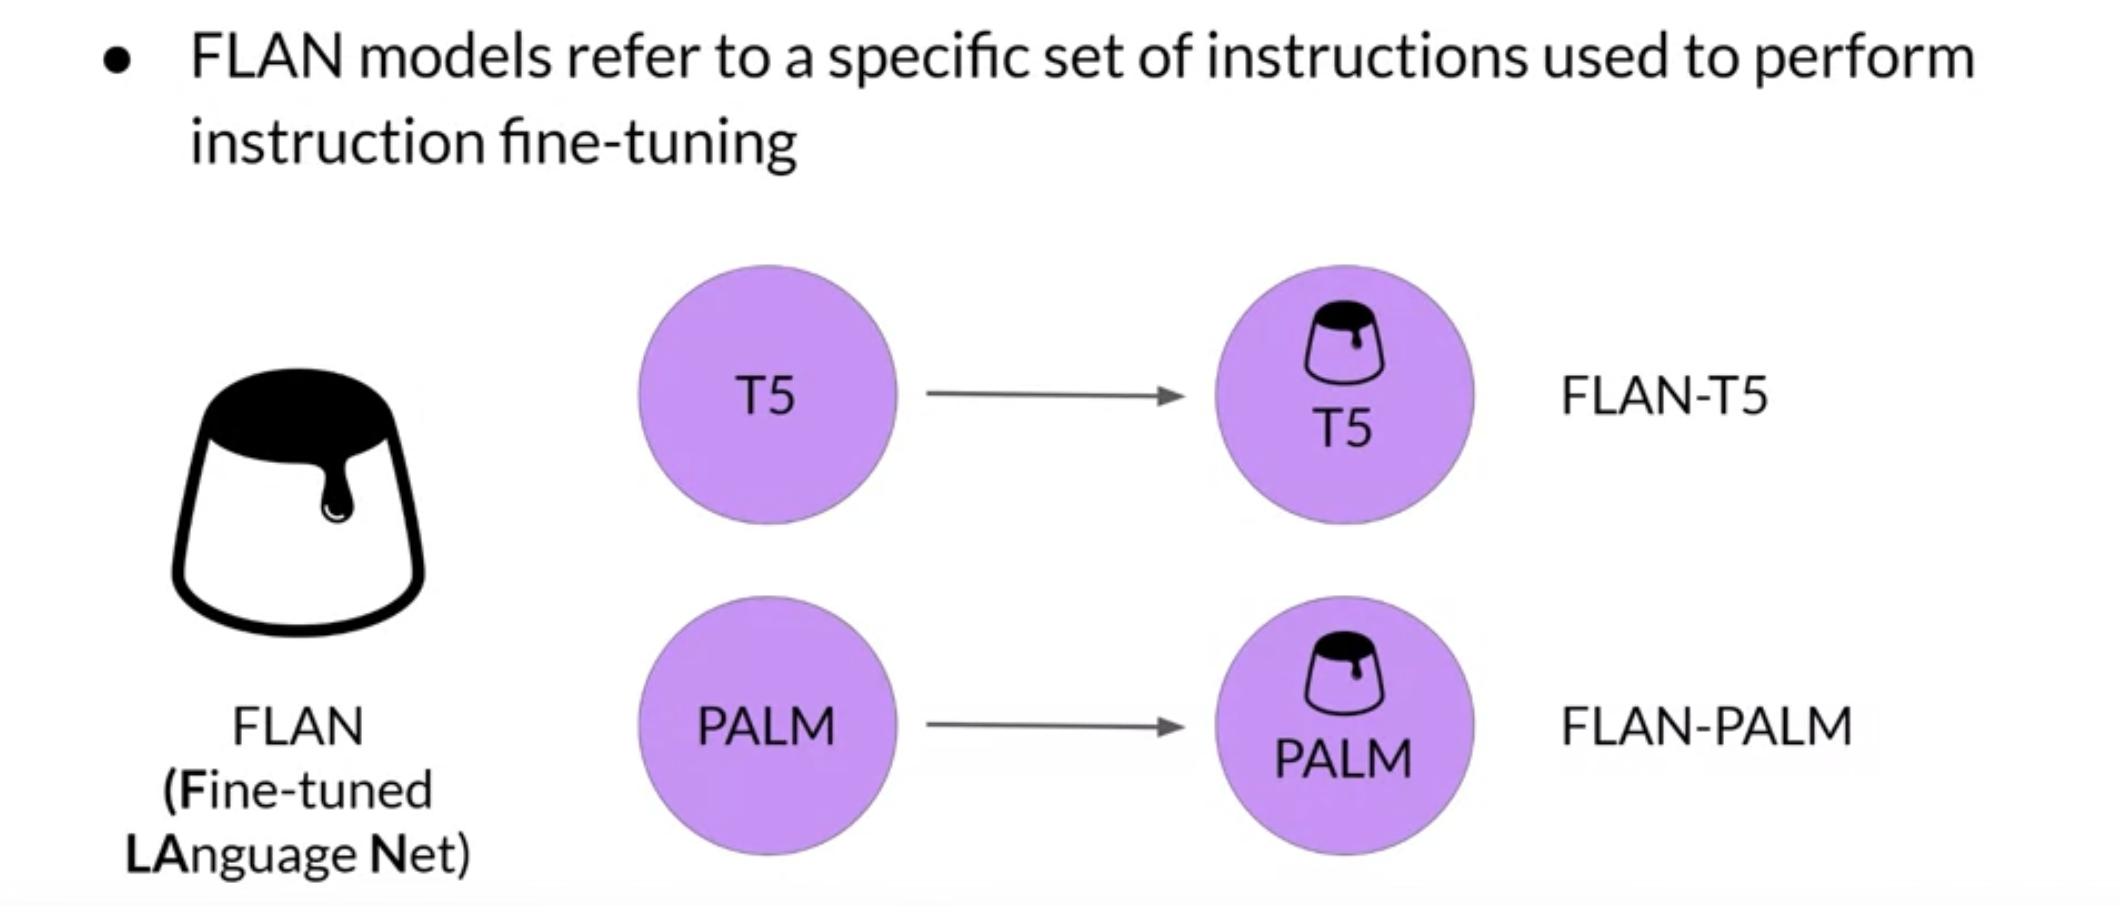 ● FLAN models refer to a specific set of instructions used to perform
instruction fine-tuning
T5
T5
FLAN-T5
PALM
PALM
FLAN-PALM
FLAN
(Fine-tuned
LAnguage Net)